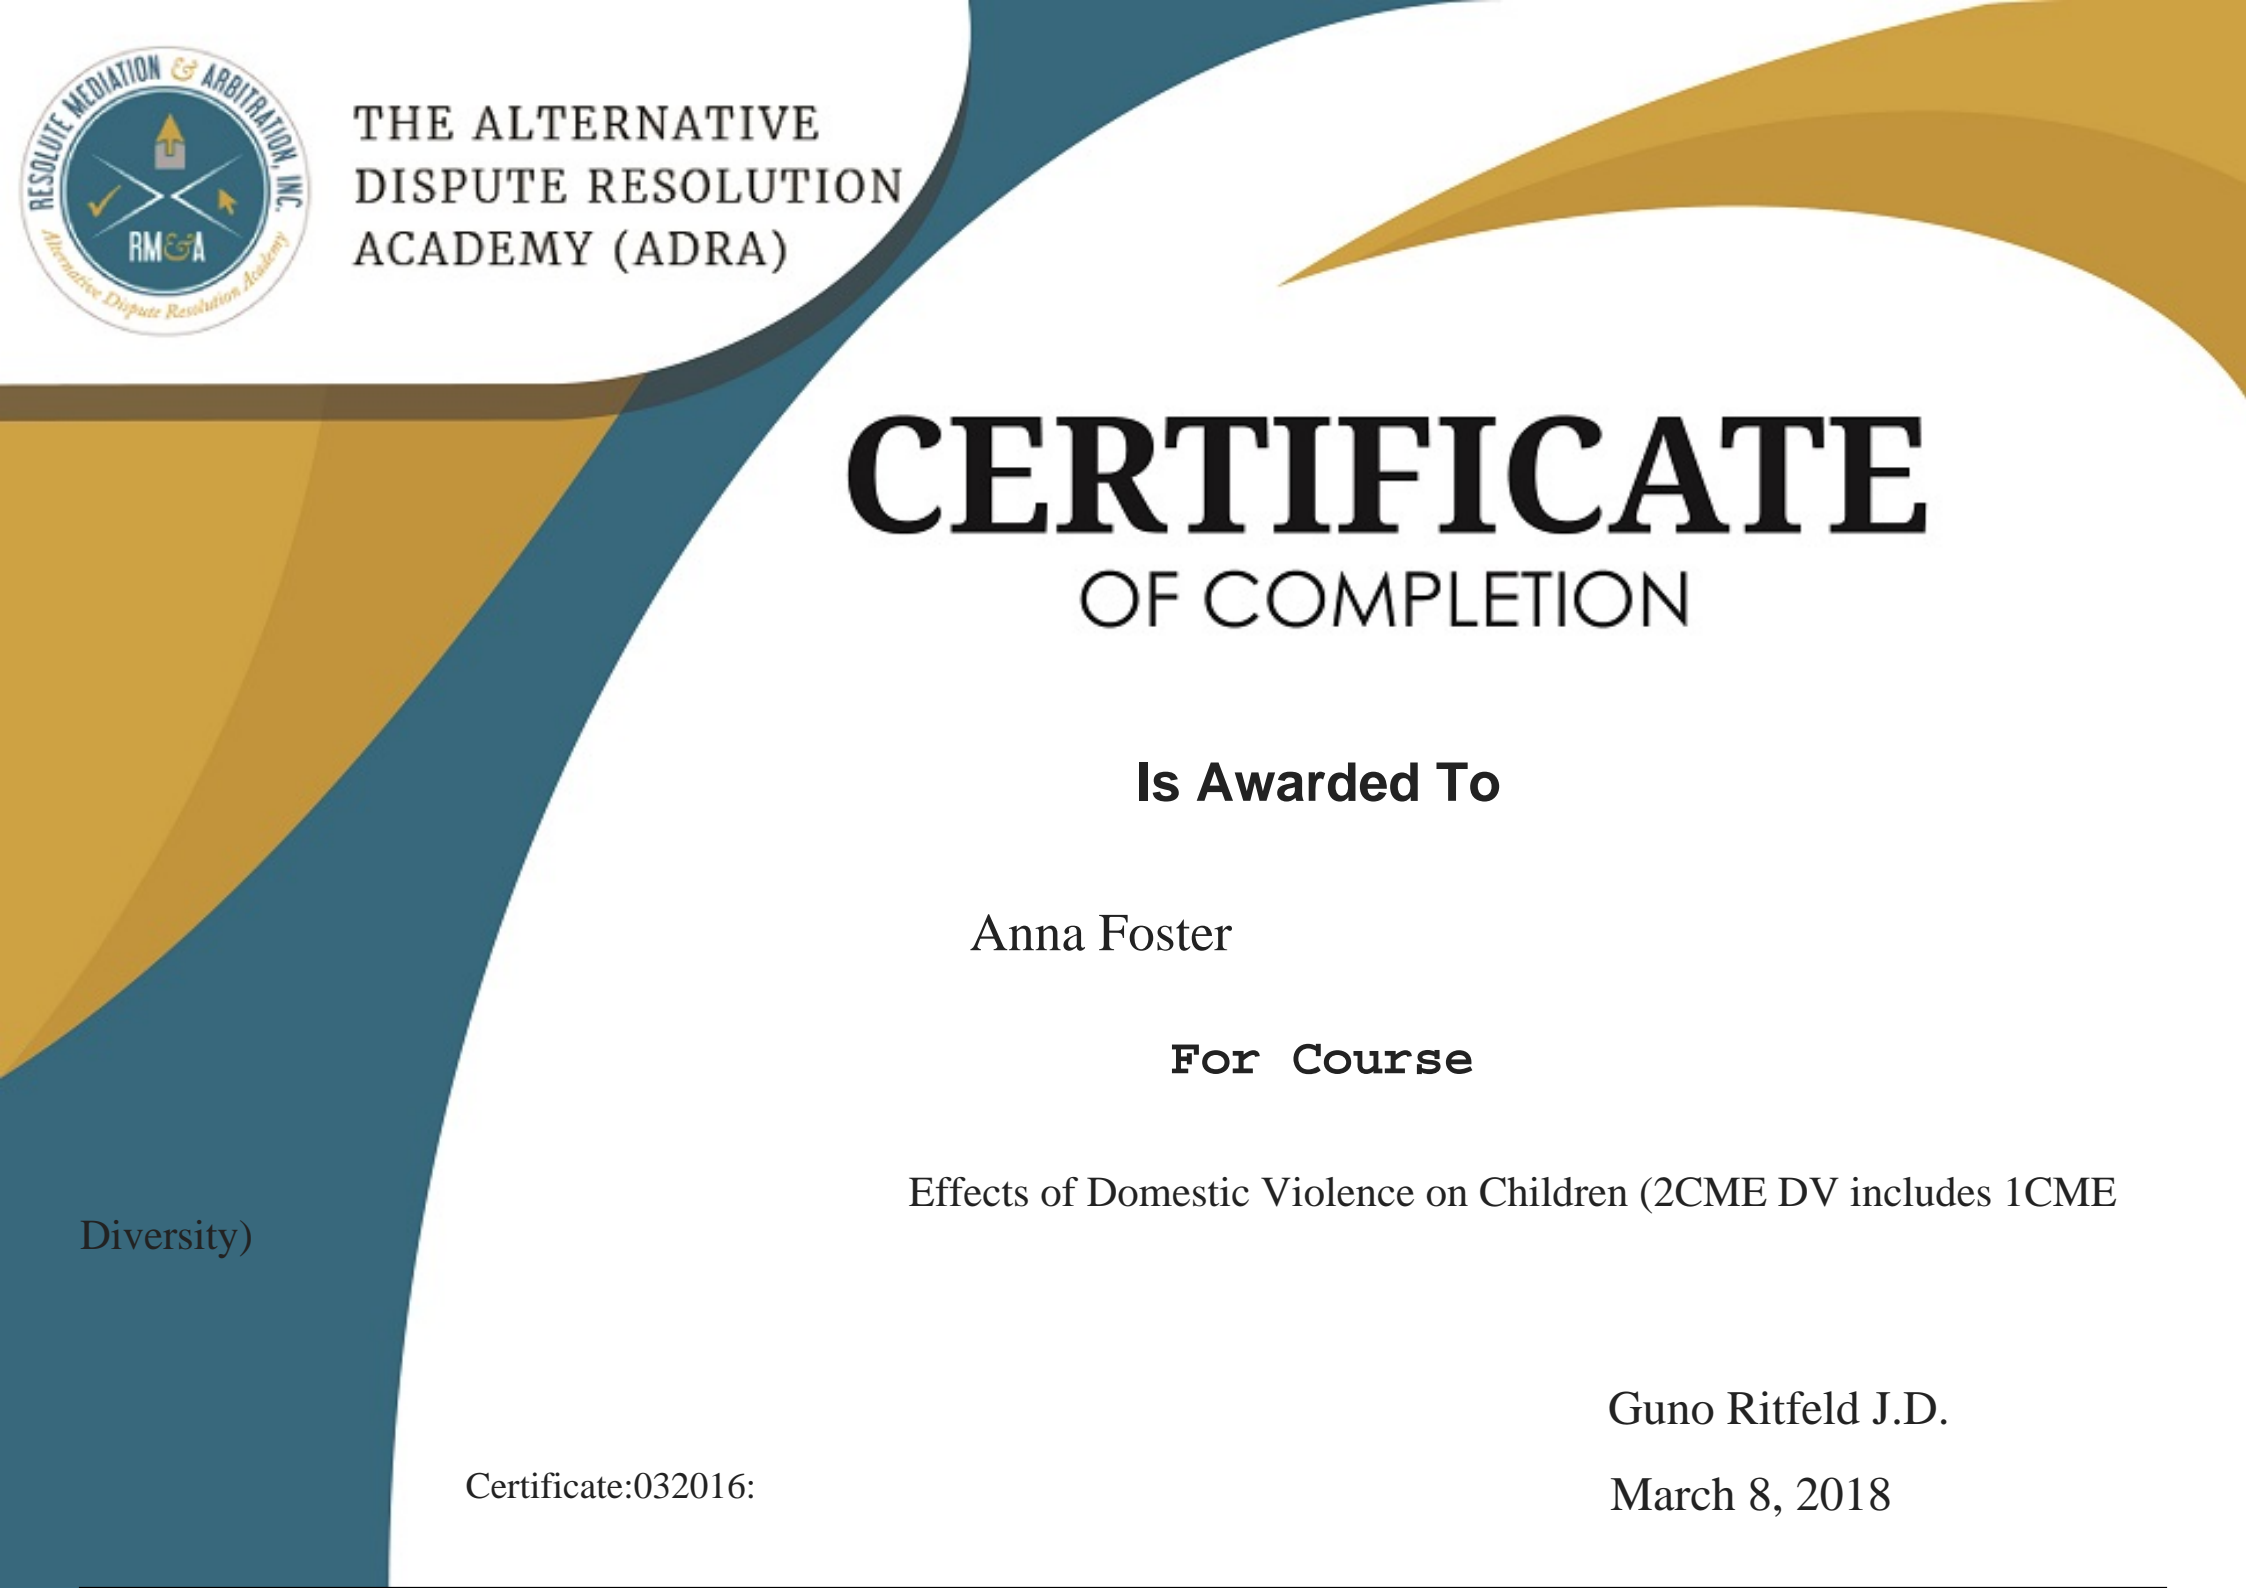 RESOLUTE MEDIATION & ARBITRATION, INC.
RM&A
Alternative Dispute Resolution Academy
THE ALTERNATIVE
DISPUTE RESOLUTION
ACADEMY (ADRA)
CERTIFICATE
OF COMPLETION
Is Awarded To
Anna Foster
For Course
Effects of Domestic Violence on Children (2CME DV includes 1CME
Diversity)
Guno Ritfeld J.D.
Certificate:032016:
March 8, 2018